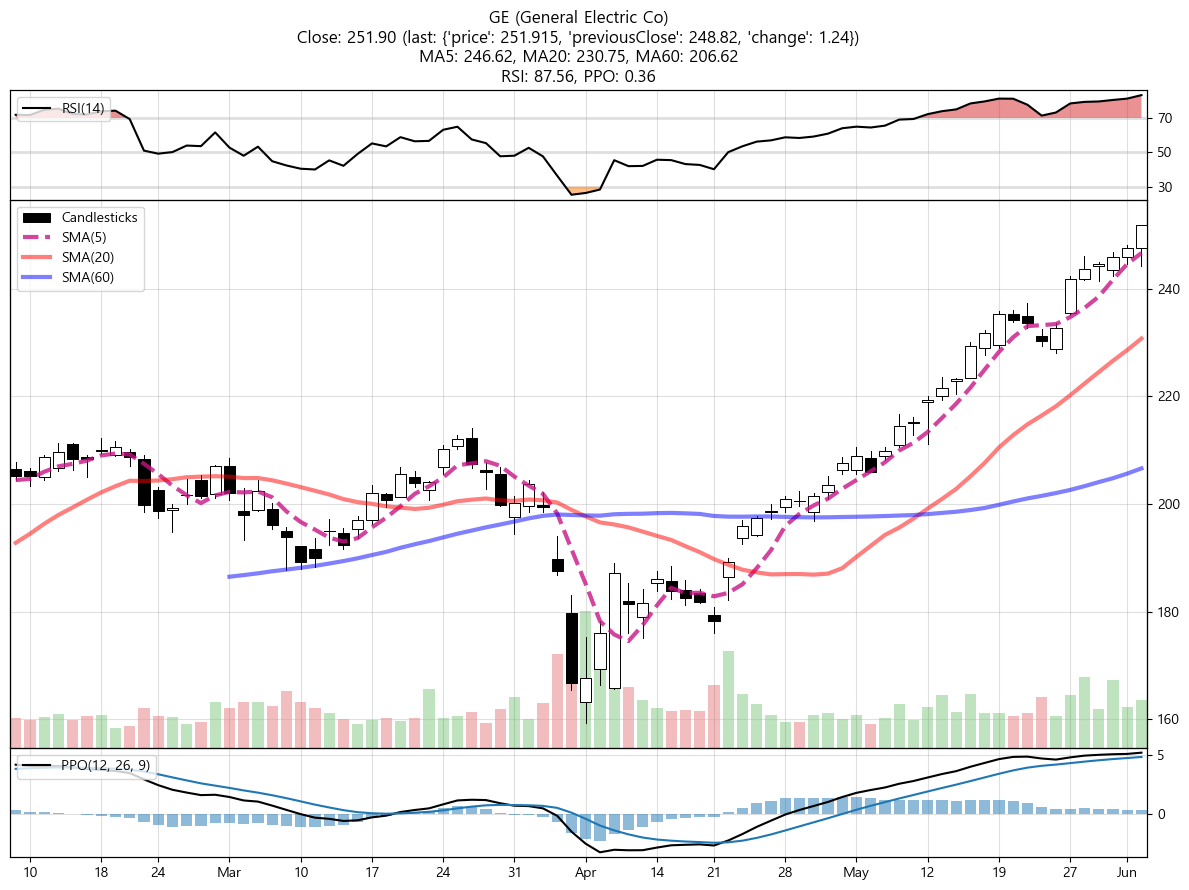 GE (General Electric Co)
Close: 251.90 (last: {'price': 251.915, 'previousClose': 248.82, 'change': 1.24})
MA5: 246.62, MA20: 230.75, MA60: 206.62
RSI: 87.56, PPO: 0.36
RSI(14)
70
50
30
Candlesticks
SMA(5)
SMA(20)
SMA(60)
240
220
200
180
160
PPO(12, 26, 9)
5
0
10 18 24 Mar 10 17 24 31 Apr 14 21 28 May 12 19 27 Jun